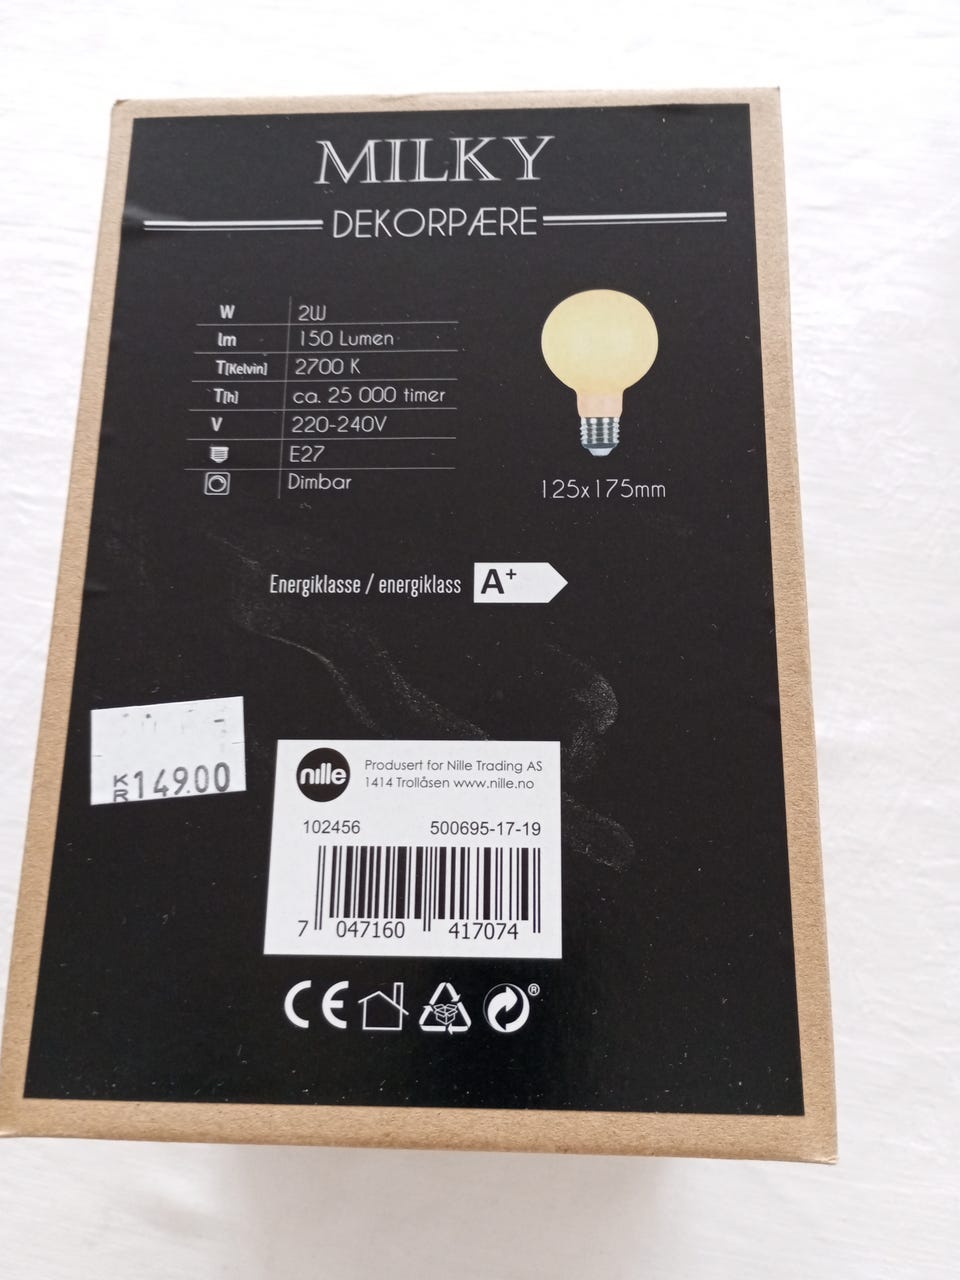 MILKY
DEKORPÆRE
W 2W
lm 150 Lumen
T[Kelvin] 2700 K
T[h] ca. 25 000 timer
V 220-240V
E27
Dimbar
125x175mm
Energiklasse / energiklass A+
KR149.00
nille
Produsert for Nille Trading AS
1414 Trollåsen www.nille.no
102456 500695-17-19
7 047160 417074
CE ®